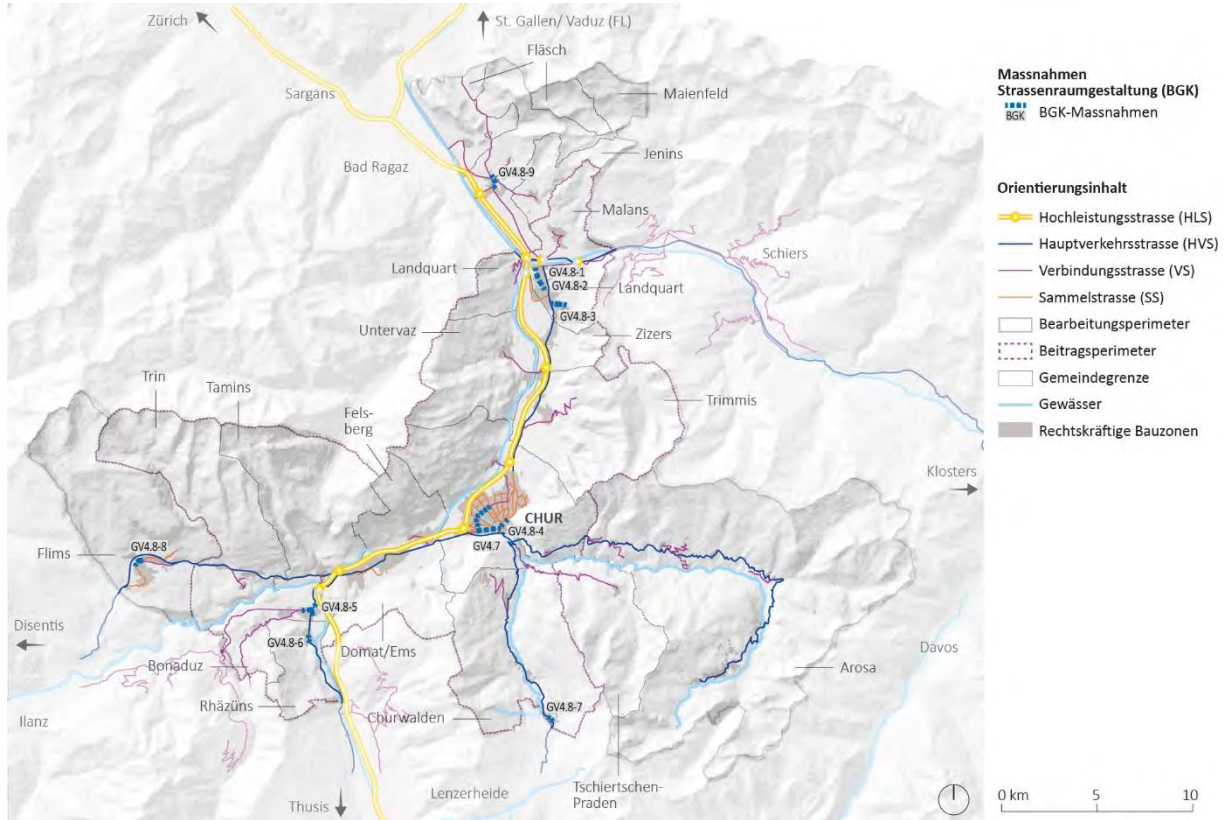 Zürich
St. Gallen/ Vaduz (FL)
Fläsch
Sargans
Maienfeld
Jenins
Bad Ragaz
GV4.8-9
Malans
Schiers
Landquart
GV4.8-1
GV4.8-2
Landquart
GV4.8-3
Untervaz
Zizers
Trin
Tamins
Trimmis
Fels-
berg
Klosters
CHUR
GV4.8-4
GV4.7
Flims
GV4.8-8
GV4.8-5
Disentis
GV4.8-6
Domat/Ems
Bonaduz
Arosa
Davos
Rhäzüns
Ilanz
Churwalden
GV4.8-7
Tschiertschen-
Praden
Thusis
Lenzerheide
Massnahmen
Strassenraumgestaltung (BGK)
BGK
BGK-Massnahmen
Orientierungsinhalt
Hochleistungsstrasse (HLS)
Hauptverkehrsstrasse (HVS)
Verbindungsstrasse (VS)
Sammelstrasse (SS)
Bearbeitungsperimeter
Beitragsperimeter
Gemeindegrenze
Gewässer
Rechtskräftige Bauzonen
0 km 5 10